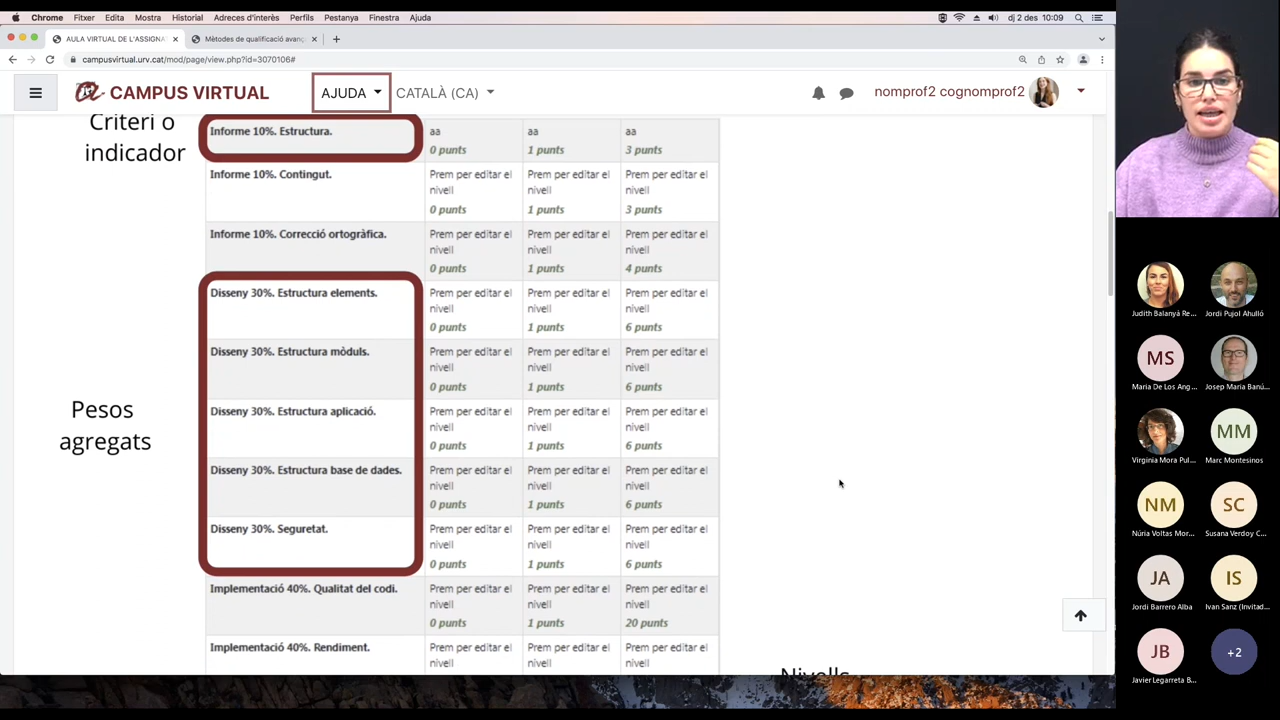 Chrome Fitxer Edita Mostra Historial Adreces d'interès Perfils Pestanya Finestra Ajuda dj 2 des 10:09
AULA VIRTUAL DE L'ASSIGNA Mètodes de qualificació avanç
campusvirtual.urv.cat/mod/page/view.php?id=3070106#
CAMPUS VIRTUAL AJUDA CATALÀ (CA) nomprof2 cognomprof2
Criteri o
indicador
Informe 10%. Estructura. aa aa aa
0 punts 1 punts 3 punts
Informe 10%. Contingut. Prem per editar el Prem per editar el Prem per editar el
nivell nivell nivell
0 punts 1 punts 3 punts
Informe 10%. Correcció ortogràfica. Prem per editar el Prem per editar el Prem per editar el
nivell nivell nivell
0 punts 1 punts 4 punts
Disseny 30%. Estructura elements. Prem per editar el Prem per editar el Prem per editar el
nivell nivell nivell
0 punts 1 punts 6 punts
Disseny 30%. Estructura mòduls. Prem per editar el Prem per editar el Prem per editar el
nivell nivell nivell
0 punts 1 punts 6 punts
Pesos
agregats
Disseny 30%. Estructura aplicació. Prem per editar el Prem per editar el Prem per editar el
nivell nivell nivell
0 punts 1 punts 6 punts
Disseny 30%. Estructura base de dades. Prem per editar el Prem per editar el Prem per editar el
nivell nivell nivell
0 punts 1 punts 6 punts
Disseny 30%. Seguretat. Prem per editar el Prem per editar el Prem per editar el
nivell nivell nivell
0 punts 1 punts 6 punts
Implementació 40%. Qualitat del codi. Prem per editar el Prem per editar el Prem per editar el
nivell nivell nivell
0 punts 1 punts 20 punts
Implementació 40%. Rendiment. Prem per editar el Prem per editar el Prem per editar el
nivell nivell nivell
Nivells
Judith Balanyà Re... Jordi Pujol Ahulló
MS
Maria De Los Ang... Josep Maria Banú...
MM
Virginia Mora Pul... Marc Montesinos
NM SC
Núria Voltas Mor... Susana Verdoy C...
JA IS
Jordi Barrero Alba Ivan Sanz (Invitad...
JB +2
Javier Legarreta B...